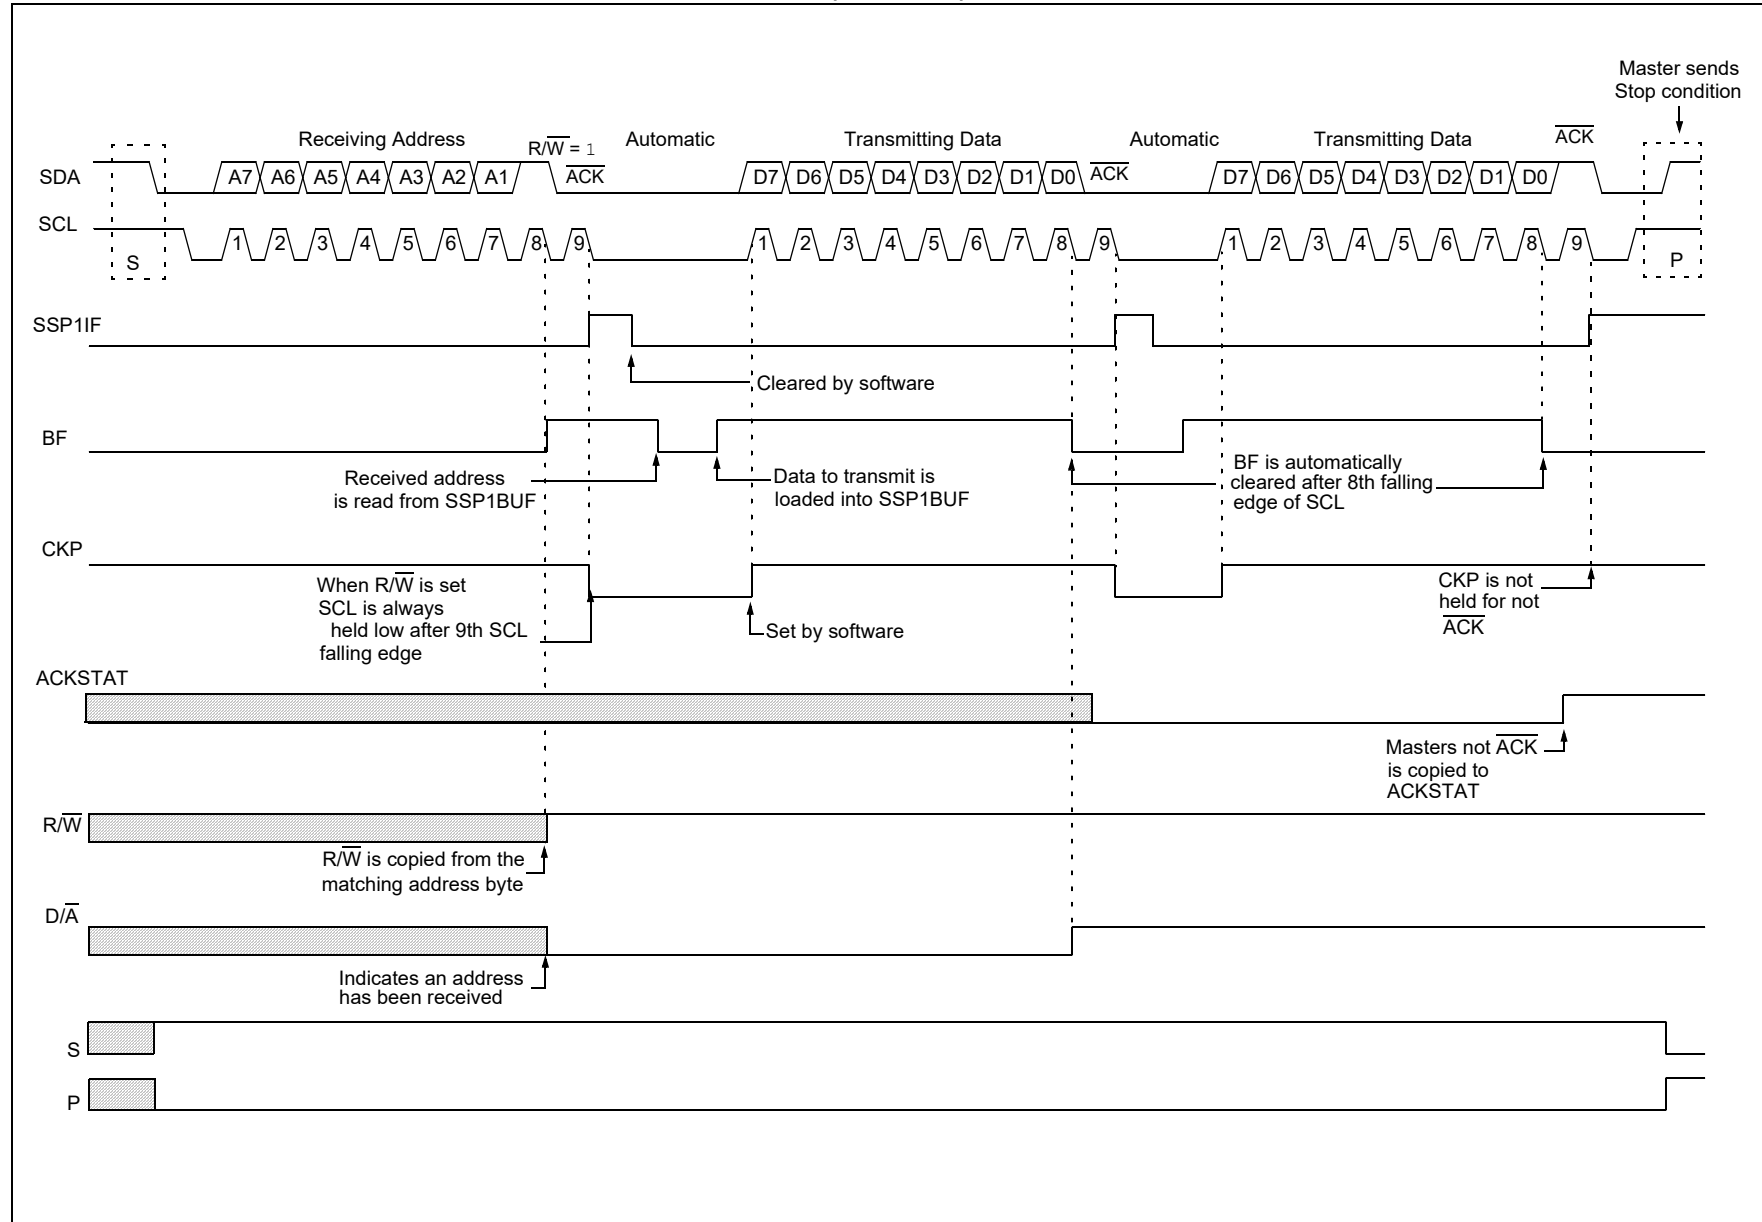 Master sends
Stop condition
Receiving Address
R/W = 1
Automatic
Transmitting Data
Automatic
Transmitting Data
ACK
SDA
A7 A6 A5 A4 A3 A2 A1
ACK
D7 D6 D5 D4 D3 D2 D1 D0
ACK
D7 D6 D5 D4 D3 D2 D1 D0
SCL
S
1 2 3 4 5 6 7 8 9
1 2 3 4 5 6 7 8 9
1 2 3 4 5 6 7 8 9
P
SSP1IF
Cleared by software
BF
Received address
is read from SSP1BUF
Data to transmit is
loaded into SSP1BUF
BF is automatically
cleared after 8th falling
edge of SCL
CKP
When R/W is set
SCL is always
held low after 9th SCL
falling edge
Set by software
CKP is not
held for not
ACK
ACKSTAT
Masters not ACK
is copied to
ACKSTAT
R/W
R/W is copied from the
matching address byte
D/A
Indicates an address
has been received
S
P